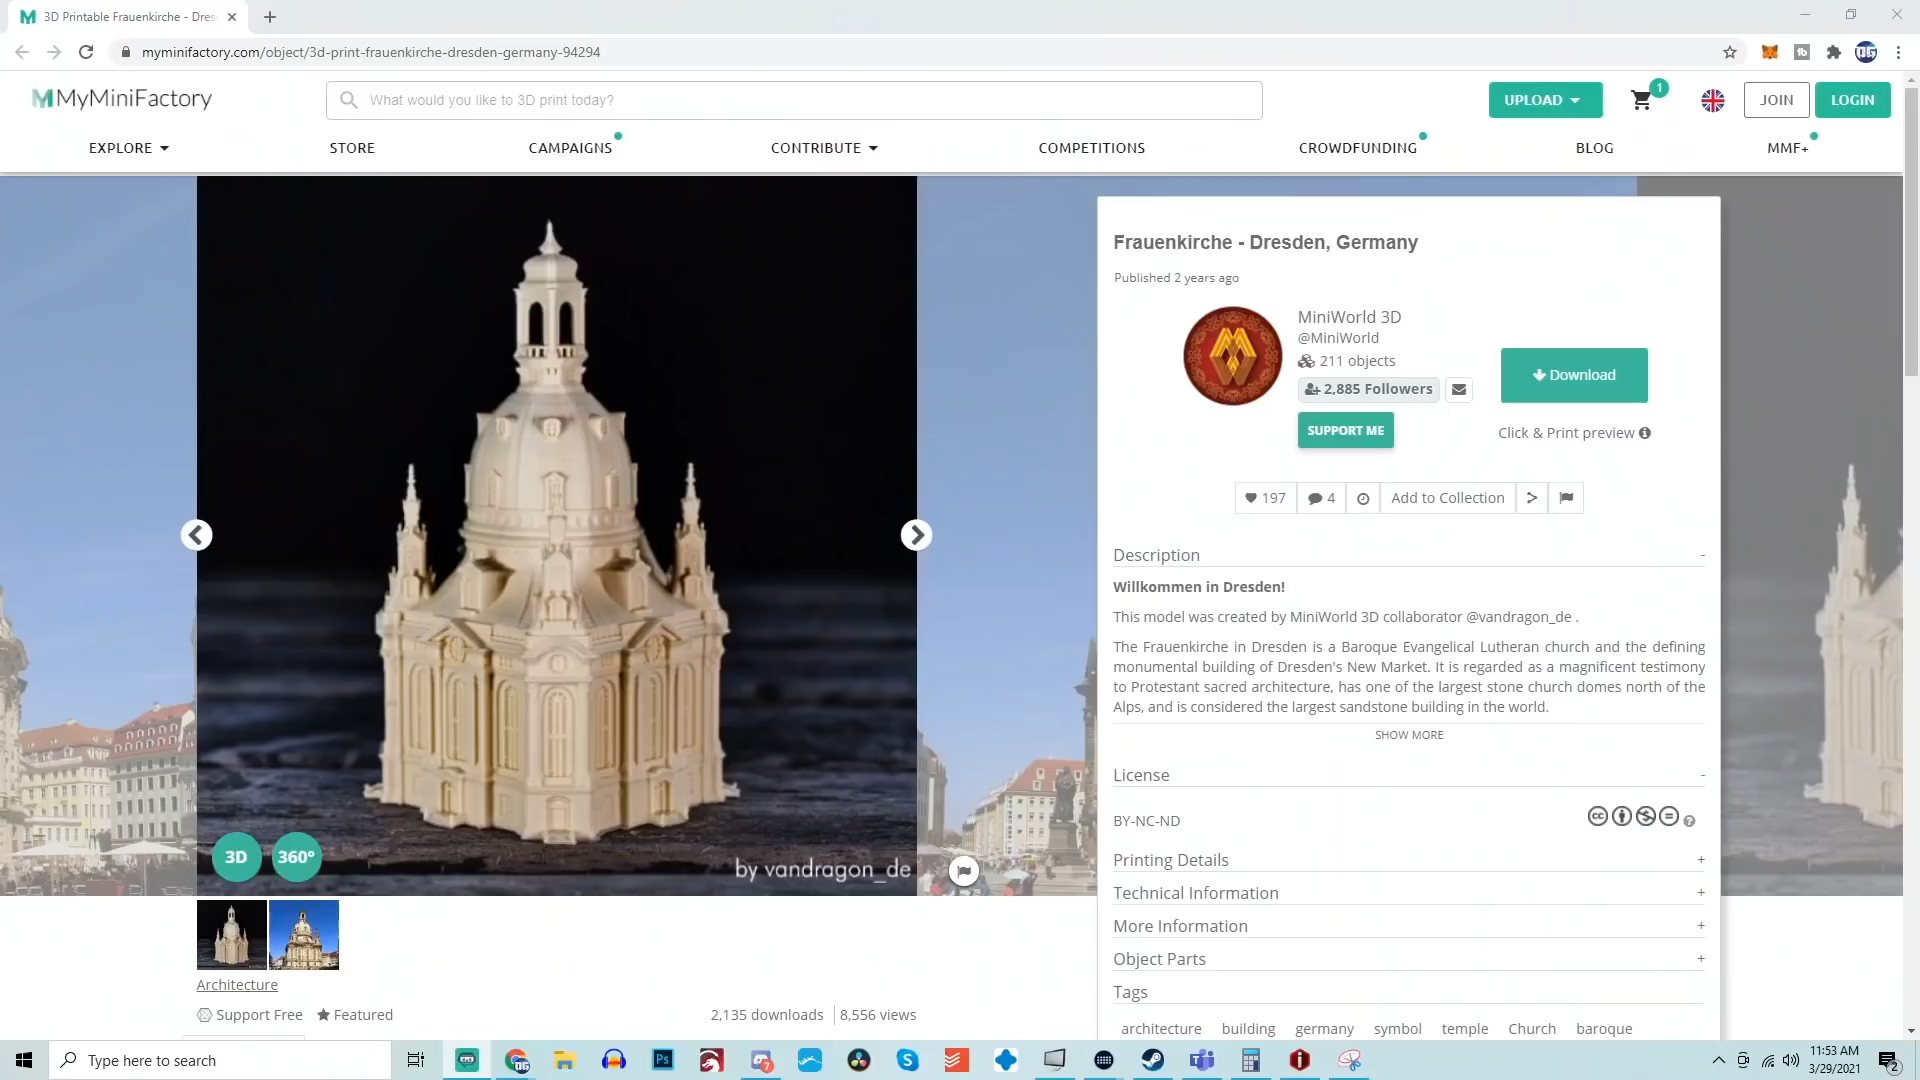 3D Printable Frauenkirche - Dres
myminifactory.com/object/3d-print-frauenkirche-dresden-germany-94294
MyMiniFactory
What would you like to 3D print today?
UPLOAD
1
JOIN
LOGIN
EXPLORE
STORE
CAMPAIGNS
CONTRIBUTE
COMPETITIONS
CROWDFUNDING
BLOG
MMF+
Frauenkirche - Dresden, Germany
Published 2 years ago
MiniWorld 3D
@MiniWorld
211 objects
2,885 Followers
SUPPORT ME
Download
Click & Print preview
197
4
Add to Collection
Description
-
Willkommen in Dresden!
This model was created by MiniWorld 3D collaborator @vandragon_de .
The Frauenkirche in Dresden is a Baroque Evangelical Lutheran church and the defining
monumental building of Dresden's New Market. It is regarded as a magnificent testimony
to Protestant sacred architecture, has one of the largest stone church domes north of the
Alps, and is considered the largest sandstone building in the world.
SHOW MORE
License
-
BY-NC-ND
Printing Details
+
Technical Information
+
More Information
+
Object Parts
+
Tags
architecture building germany symbol temple Church baroque
3D
360°
by vandragon_de
Architecture
Support Free
Featured
2,135 downloads
8,556 views
Type here to search
Ps
7
11:53 AM
3/29/2021
2